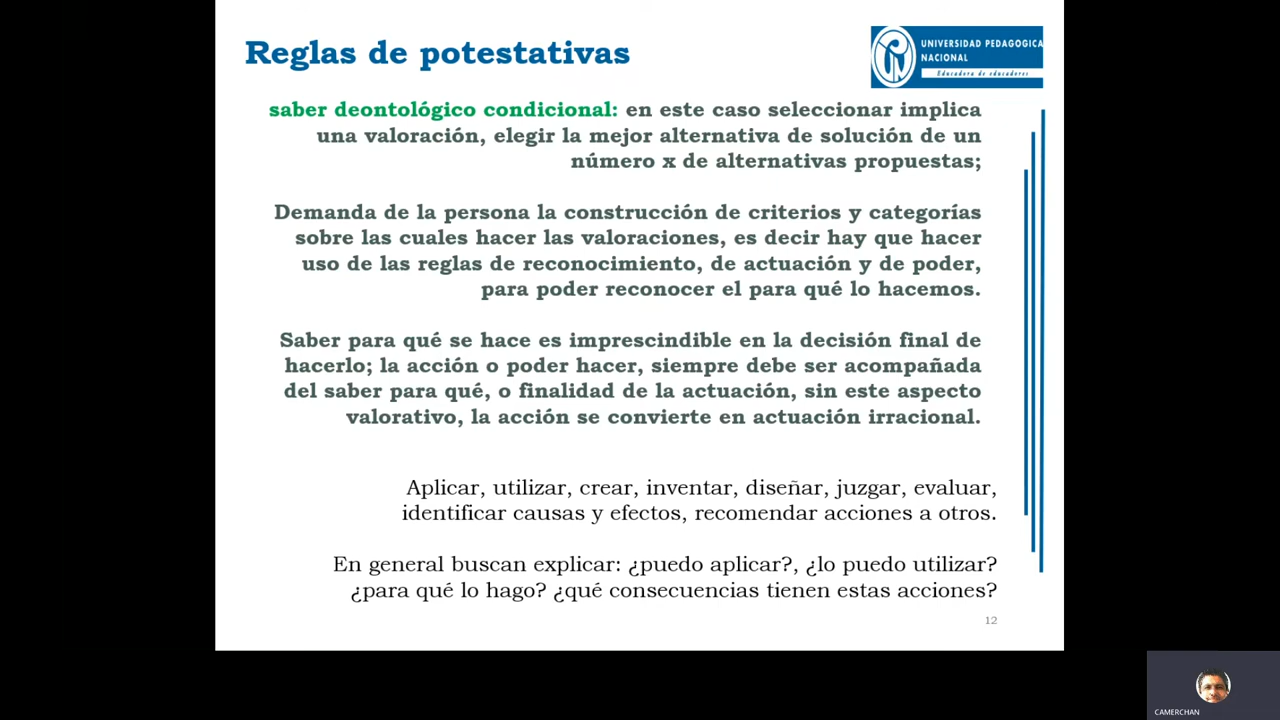 Reglas de potestativas
UNIVERSIDAD PEDAGOGICA
NACIONAL
Educadora de educadores
saber deontológico condicional: en este caso seleccionar implica
una valoración, elegir la mejor alternativa de solución de un
número x de alternativas propuestas;
Demanda de la persona la construcción de criterios y categorías
sobre las cuales hacer las valoraciones, es decir hay que hacer
uso de las reglas de reconocimiento, de actuación y de poder,
para poder reconocer el para qué lo hacemos.
Saber para qué se hace es imprescindible en la decisión final de
hacerlo; la acción o poder hacer, siempre debe ser acompañada
del saber para qué, o finalidad de la actuación, sin este aspecto
valorativo, la acción se convierte en actuación irracional.
Aplicar, utilizar, crear, inventar, diseñar, juzgar, evaluar,
identificar causas y efectos, recomendar acciones a otros.
En general buscan explicar: ¿puedo aplicar?, ¿lo puedo utilizar?
¿para qué lo hago? ¿qué consecuencias tienen estas acciones?
12
CAMERCHAN